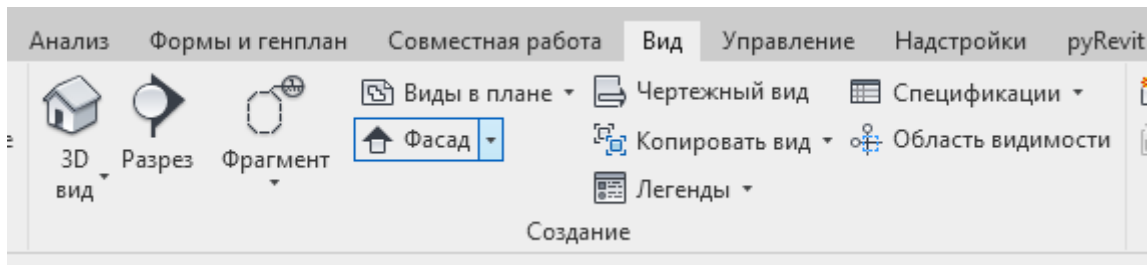 Анализ Формы и генплан Совместная работа Вид Управление Надстройки pyRevit
3D вид
Разрез
Фрагмент
Виды в плане
Фасад
Чертежный вид
Копировать вид
Легенды
Спецификации
Область видимости
Создание